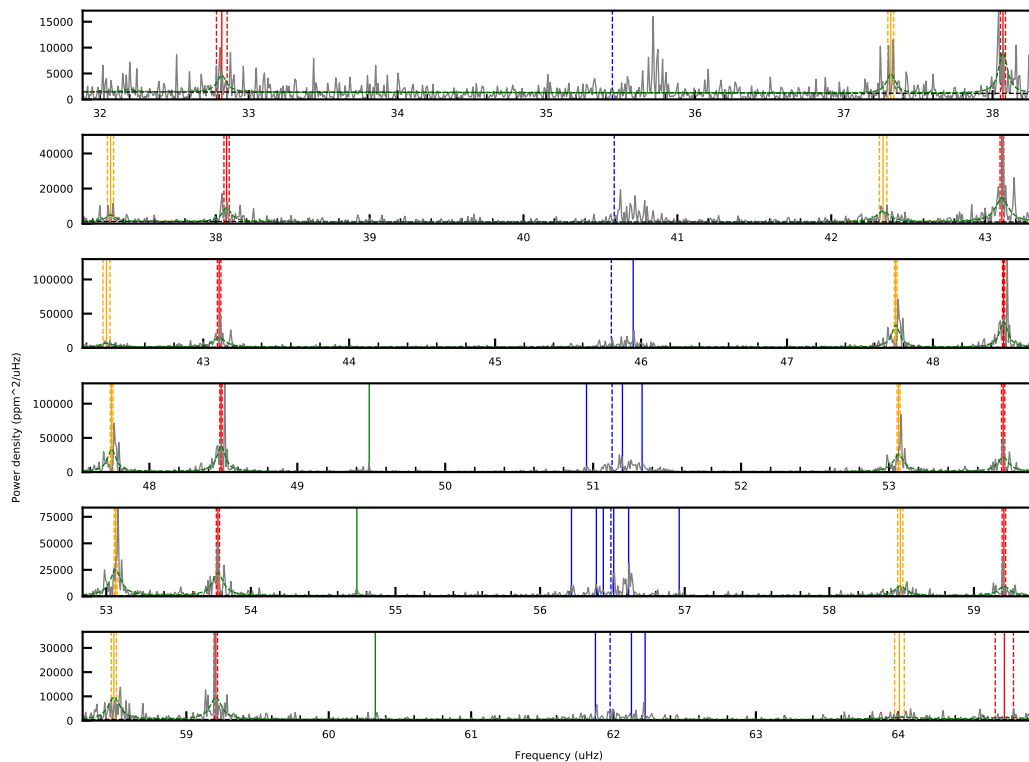 15000
10000
5000
0
32 33 34 35 36 37 38
40000
20000
0
38 39 40 41 42 43
100000
50000
0
43 44 45 46 47 48
Power density (ppm^2/uHz)
100000
50000
0
48 49 50 51 52 53
75000
50000
25000
0
53 54 55 56 57 58 59
30000
20000
10000
0
59 60 61 62 63 64
Frequency (uHz)